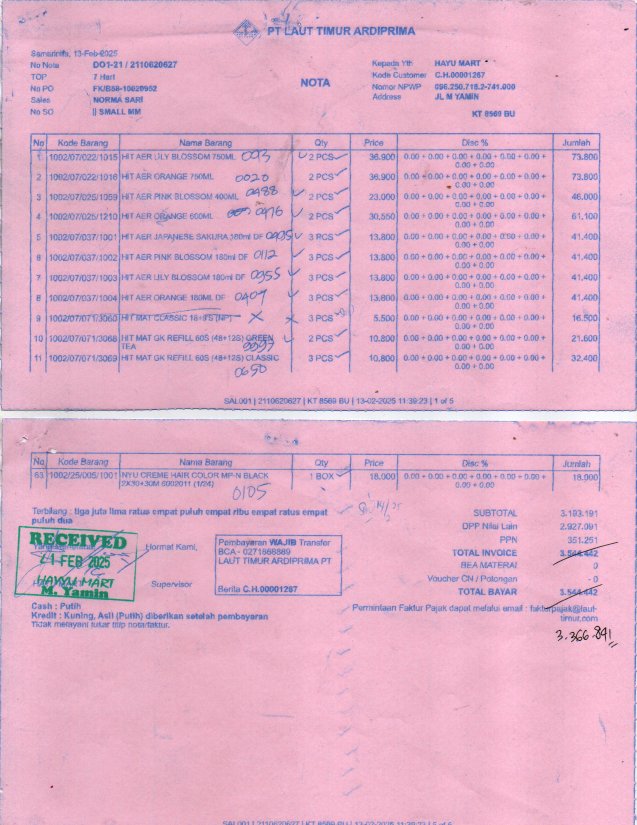 PT LAUT TIMUR ARDIPRIMA
Samarinda, 13-Feb-2025
No Nota DO1-21 / 2110620627
TOP 7 Hari
No PO FK/B58-10020952
Sales NORMA SARI
No SO || SMALL MM
NOTA
Kepada Yth HAYU MART
Kode Customer C.H.00001287
Nomor NPWP 096.250.718.2-741.000
Address JL M YAMIN
KT 8569 BU
No Kode Barang Nama Barang Qty Price Disc % Jumlah
1 1002/07/022/1015 HIT AER LILY BLOSSOM 750ML 093 2 PCS 36.900 0.00 + 0.00 + 0.00 + 0.00 + 0.00 + 0.00 + 0.00 + 0.00 73.800
2 1002/07/022/1016 HIT AER ORANGE 750ML 0020 2 PCS 36.900 0.00 + 0.00 + 0.00 + 0.00 + 0.00 + 0.00 + 0.00 + 0.00 73.800
3 1002/07/025/1059 HIT AER PINK BLOSSOM 400ML 0488 2 PCS 23.000 0.00 + 0.00 + 0.00 + 0.00 + 0.00 + 0.00 + 0.00 + 0.00 46.000
4 1002/07/025/1210 HIT AER ORANGE 600ML 0976 2 PCS 30.550 0.00 + 0.00 + 0.00 + 0.00 + 0.00 + 0.00 + 0.00 + 0.00 61.100
5 1002/07/037/1001 HIT AER JAPANESE SAKURA 180ml DF 3 PCS 13.800 0.00 + 0.00 + 0.00 + 0.00 + 0.00 + 0.00 + 0.00 + 0.00 41.400
6 1002/07/037/1002 HIT AER PINK BLOSSOM 180ml DF 0112 3 PCS 13.800 0.00 + 0.00 + 0.00 + 0.00 + 0.00 + 0.00 + 0.00 + 0.00 41.400
7 1002/07/037/1003 HIT AER LILY BLOSSOM 180ml DF 0955 3 PCS 13.800 0.00 + 0.00 + 0.00 + 0.00 + 0.00 + 0.00 + 0.00 + 0.00 41.400
8 1002/07/037/1004 HIT AER ORANGE 180ML DF 0407 3 PCS 13.800 0.00 + 0.00 + 0.00 + 0.00 + 0.00 + 0.00 + 0.00 + 0.00 41.400
9 1002/07/071/3060 HIT MAT CLASSIC 18+9'S (NP) 3 PCS 5.500 0.00 + 0.00 + 0.00 + 0.00 + 0.00 + 0.00 + 0.00 + 0.00 16.500
10 1002/07/071/3068 HIT MAT GK REFILL 60S (48+12S) GREEN TEA 2 PCS 10.800 0.00 + 0.00 + 0.00 + 0.00 + 0.00 + 0.00 + 0.00 + 0.00 21.600
11 1002/07/071/3069 HIT MAT GK REFILL 60S (48+12S) CLASSIC 3 PCS 10.800 0.00 + 0.00 + 0.00 + 0.00 + 0.00 + 0.00 + 0.00 + 0.00 32.400
0650
SAL001 | 2110620627 | KT 8569 BU | 13-02-2025 11:39:23 | 1 of 5
No Kode Barang Nama Barang Qty Price Disc % Jumlah
63 1002/25/005/1001 NYU CREME HAIR COLOR MP-N BLACK 2X30+30M 6002011 (1/24) 1 BOX 18.000 0.00 + 0.00 + 0.00 + 0.00 + 0.00 + 0.00 + 0.00 + 0.00 18.000
0105
Terbilang : tiga juta lima ratus empat puluh empat ribu empat ratus empat puluh dua
SUBTOTAL 3.193.191
DPP Nilai Lain 2.927.091
PPN 351.251
TOTAL INVOICE 3.544.442
BEA MATERAI 0
Voucher CN / Potongan - 0
TOTAL BAYAR 3.544.442
RECEIVED
FEB 2025
HAYYU MART
M. Yamin
Hormat Kami,
Supervisor
Pembayaran WAJIB Transfer
BCA - 0271868889
LAUT TIMUR ARDIPRIMA PT
Berita C.H.00001287
Cash : Putih
Kredit : Kuning, Asli (Putih) diberikan setelah pembayaran
Tidak melayani tukar titip nota/faktur.
Permintaan Faktur Pajak dapat melalui email : fakturpajak@laut-timur.com
3.366.841
SAL001 | 2110620627 | KT 8569 BU | 13-02-2025 11:39:23 | 5 of 5